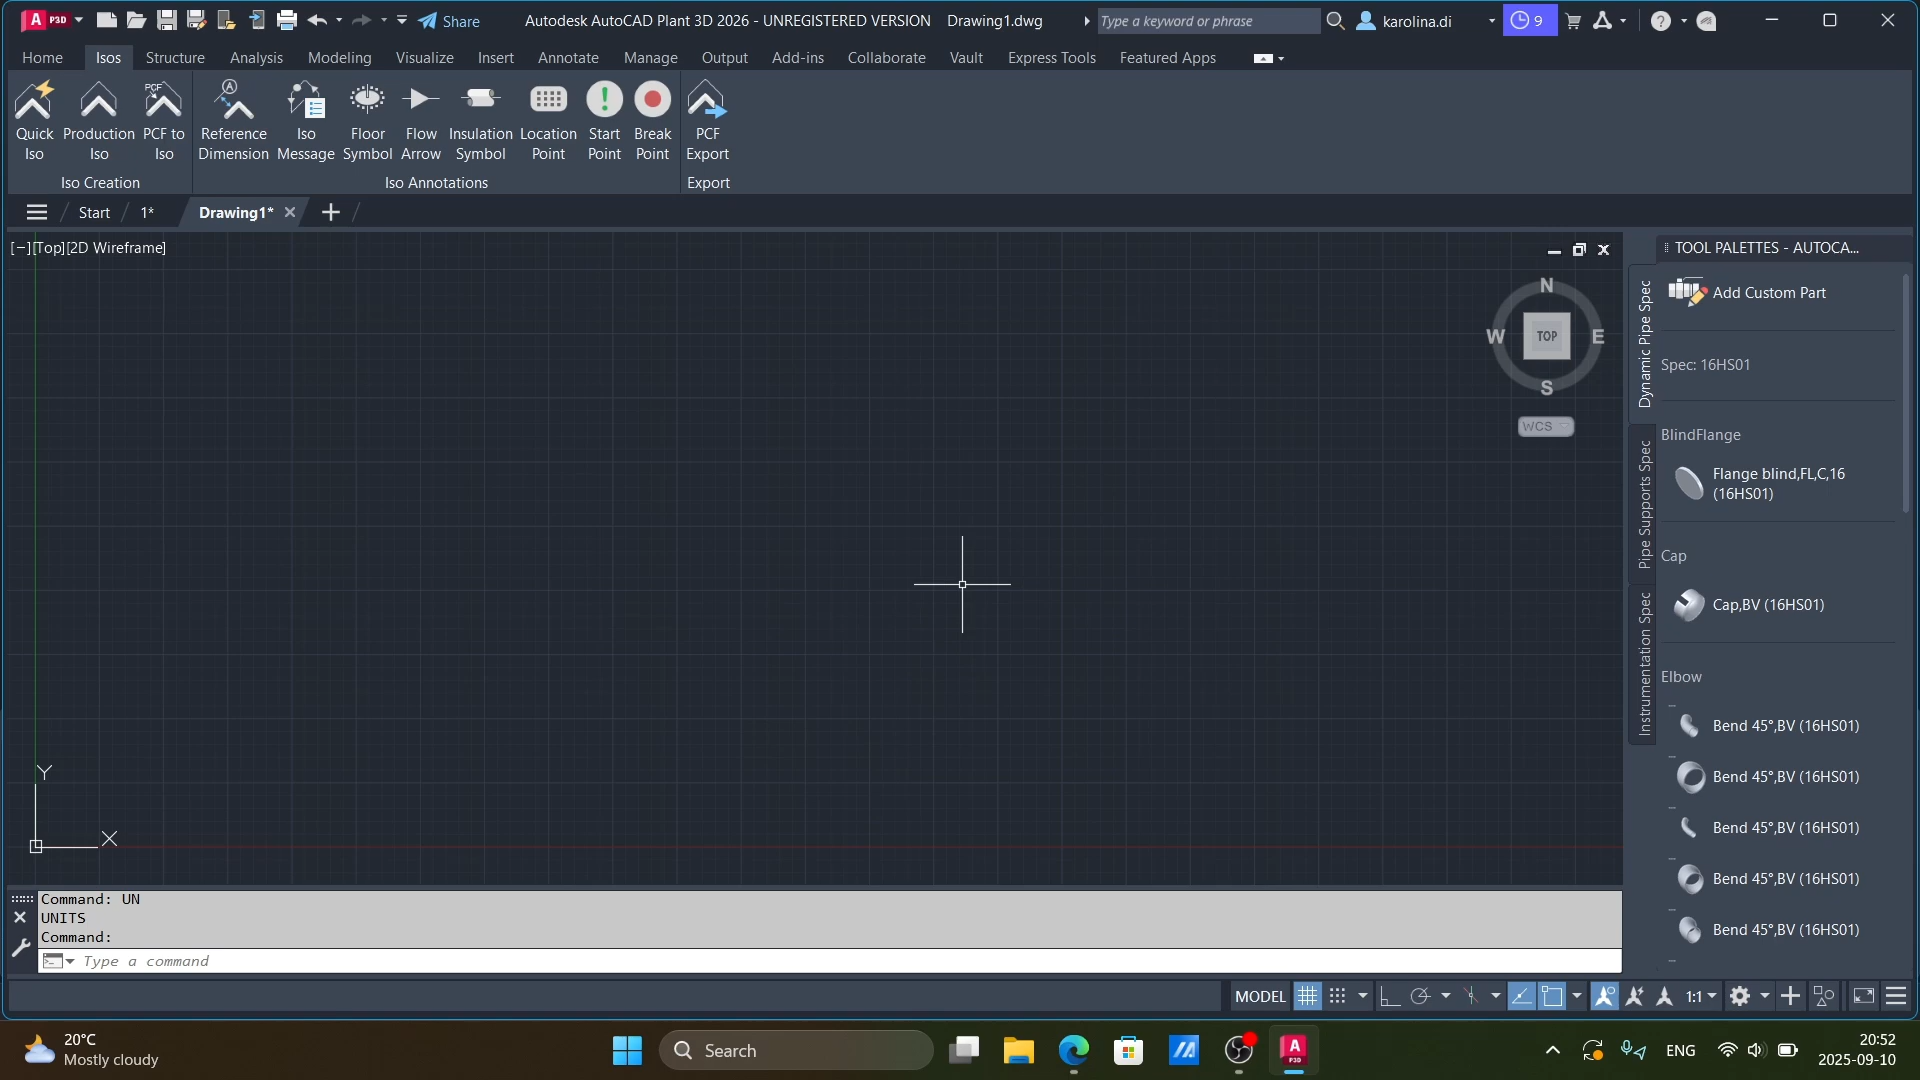 A P3D
Share
Autodesk AutoCAD Plant 3D 2026 - UNREGISTERED VERSION Drawing1.dwg
Type a keyword or phrase
karolina.di
9
Home Isos Structure Analysis Modeling Visualize Insert Annotate Manage Output Add-ins Collaborate Vault Express Tools Featured Apps
PCF
Quick Iso
Production Iso
PCF to Iso
Reference Dimension
Iso Message
Floor Symbol
Flow Arrow
Insulation Symbol
Location Point
Start Point
Break Point
PCF Export
Iso Creation
Iso Annotations
Export
Start
1*
Drawing1*
[−][Top][2D Wireframe]
N
W
TOP
E
S
WCS
Y
X
TOOL PALETTES - AUTOCA...
Dynamic Pipe Spec
Pipe Supports Spec
Instrumentation Spec
Add Custom Part
Spec: 16HS01
BlindFlange
Flange blind,FL,C,16
(16HS01)
Cap
Cap,BV (16HS01)
Elbow
Bend 45°,BV (16HS01)
Bend 45°,BV (16HS01)
Bend 45°,BV (16HS01)
Bend 45°,BV (16HS01)
Bend 45°,BV (16HS01)
Command: UN
UNITS
Command:
Type a command
MODEL
1:1
20°C
Mostly cloudy
Search
A P3D
ENG
20:52
2025-09-10